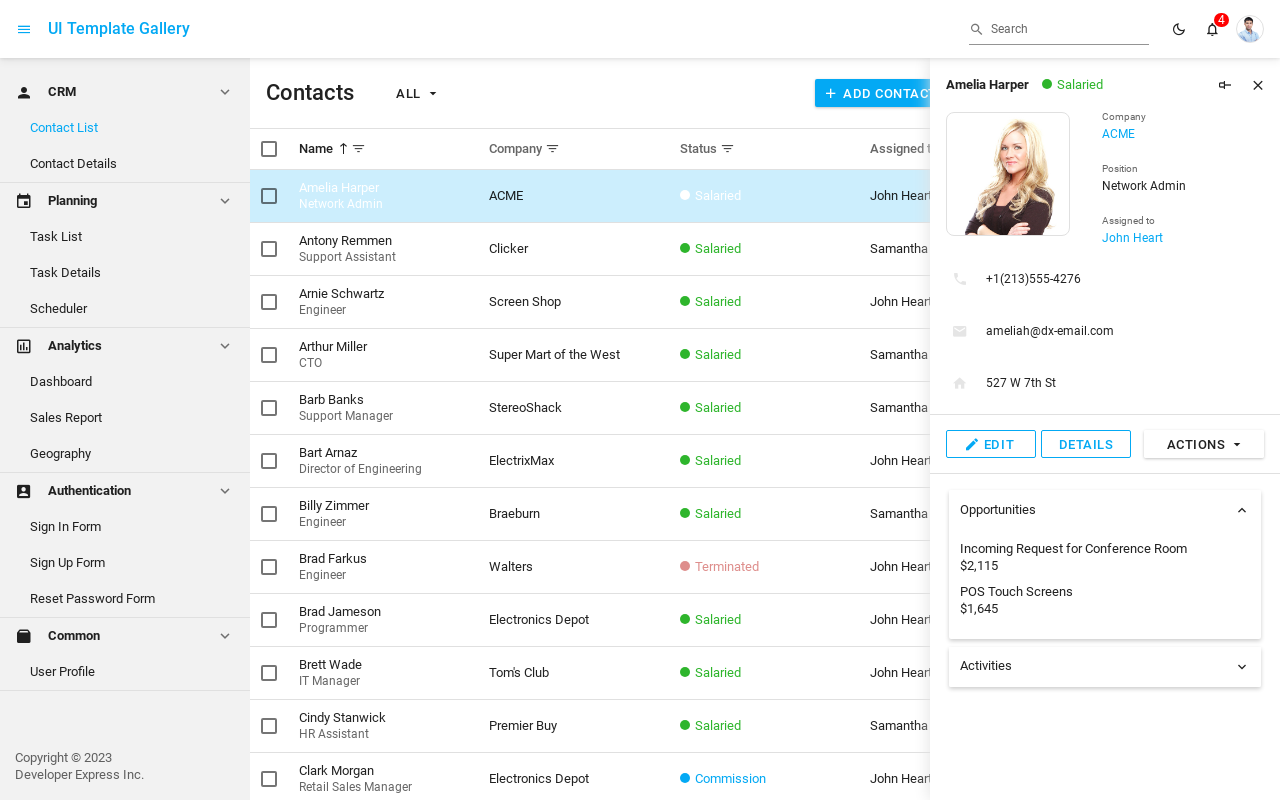 UI Template Gallery
Search
4
CRM
Contact List
Contact Details
Planning
Task List
Task Details
Scheduler
Analytics
Dashboard
Sales Report
Geography
Authentication
Sign In Form
Sign Up Form
Reset Password Form
Common
User Profile
Copyright © 2023
Developer Express Inc.
Contacts
ALL
ADD CONTACT
Name
Company
Status
Assigned
Amelia Harper
Network Admin
ACME
Salaried
John Heart
Antony Remmen
Support Assistant
Clicker
Salaried
Samantha
Arnie Schwartz
Engineer
Screen Shop
Salaried
John Heart
Arthur Miller
CTO
Super Mart of the West
Salaried
Samantha
Barb Banks
Support Manager
StereoShack
Salaried
Samantha
Bart Arnaz
Director of Engineering
ElectrixMax
Salaried
John Heart
Billy Zimmer
Engineer
Braeburn
Salaried
Samantha
Brad Farkus
Engineer
Walters
Terminated
John Heart
Brad Jameson
Programmer
Electronics Depot
Salaried
John Heart
Brett Wade
IT Manager
Tom's Club
Salaried
John Heart
Cindy Stanwick
HR Assistant
Premier Buy
Salaried
Samantha
Clark Morgan
Retail Sales Manager
Electronics Depot
Commission
John Heart
Amelia Harper
Salaried
Company
ACME
Position
Network Admin
Assigned to
John Heart
+1(213)555-4276
ameliah@dx-email.com
527 W 7th St
EDIT
DETAILS
ACTIONS
Opportunities
Incoming Request for Conference Room
$2,115
POS Touch Screens
$1,645
Activities